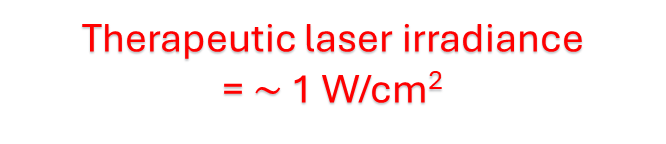 Therapeutic laser irradiance
= ~ 1 W/cm²